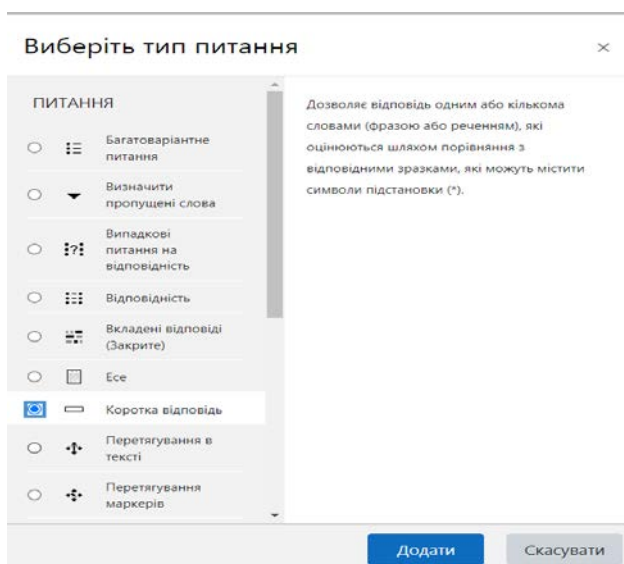 Виберіть тип питання
×
ПИТАННЯ
Багатоваріантне
питання
Визначити
пропущені слова
Випадкові
питання на
відповідність
Відповідність
Вкладені відповіді
(Закрите)
Есе
Коротка відповідь
Перетягування в
тексті
Перетягування
маркерів
Дозволяє відповідь одним або кількома
словами (фразою або реченням), які
оцінюються шляхом порівняння з
відповідними зразками, які можуть містити
символи підстановки (*).
Додати
Скасувати